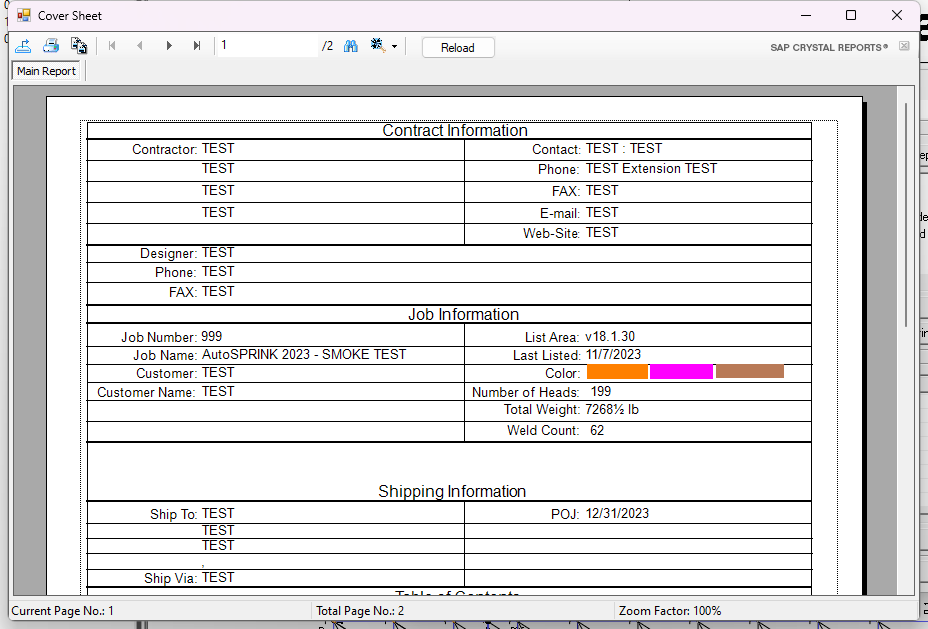 Cover Sheet
1 /2 Reload SAP CRYSTAL REPORTS®
Main Report
Contract Information
Contractor: TEST Contact: TEST : TEST
TEST Phone: TEST Extension TEST
TEST FAX: TEST
TEST E-mail: TEST
Web-Site: TEST
Designer: TEST
Phone: TEST
FAX: TEST
Job Information
Job Number: 999 List Area: v18.1.30
Job Name: AutoSPRINK 2023 - SMOKE TEST Last Listed: 11/7/2023
Customer: TEST Color:
Customer Name: TEST Number of Heads: 199
Total Weight: 7268½ lb
Weld Count: 62
Shipping Information
Ship To: TEST POJ: 12/31/2023
TEST
TEST
,
Ship Via: TEST
Table of Contents
Current Page No.: 1 Total Page No.: 2 Zoom Factor: 100%